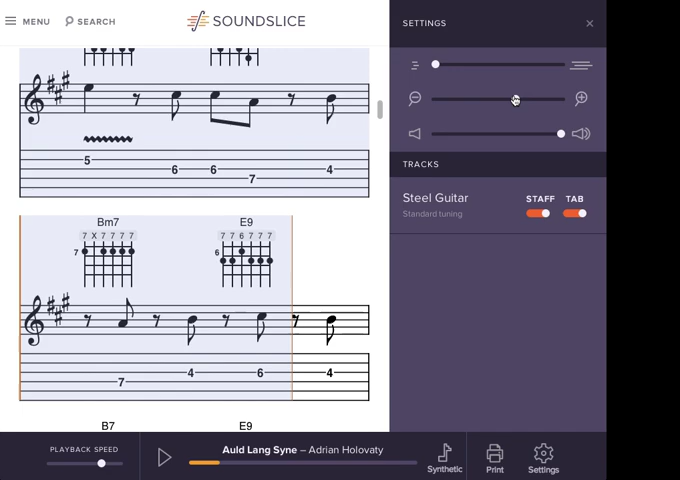 MENU SEARCH SOUNDSLICE
SETTINGS
5
6
6
7
4
TRACKS
Steel Guitar
Standard tuning
STAFF TAB
Bm7 E9
7 X 7 7 7 7
7 7 6 7 7 7
7
6
7
4
6
4
B7 E9
PLAYBACK SPEED
Auld Lang Syne – Adrian Holovaty
Synthetic
Print
Settings